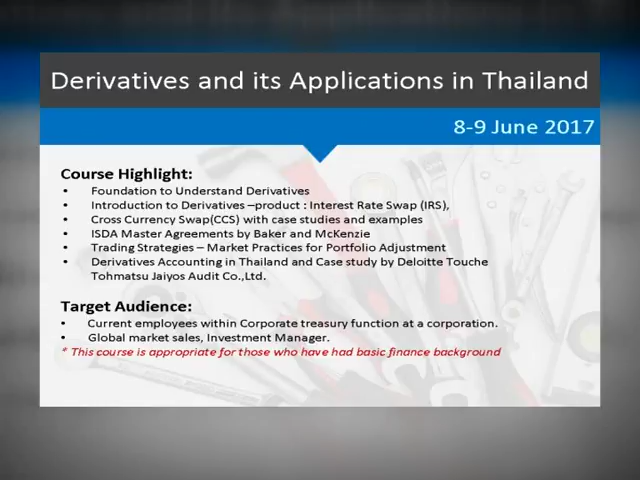 Derivatives and its Applications in Thailand
8-9 June 2017
Course Highlight:
• Foundation to Understand Derivatives
• Introduction to Derivatives –product : Interest Rate Swap (IRS),
• Cross Currency Swap(CCS) with case studies and examples
• ISDA Master Agreements by Baker and McKenzie
• Trading Strategies – Market Practices for Portfolio Adjustment
• Derivatives Accounting in Thailand and Case study by Deloitte Touche
Tohmatsu Jaiyos Audit Co.,Ltd.
Target Audience:
• Current employees within Corporate treasury function at a corporation.
• Global market sales, Investment Manager.
* This course is appropriate for those who have had basic finance background